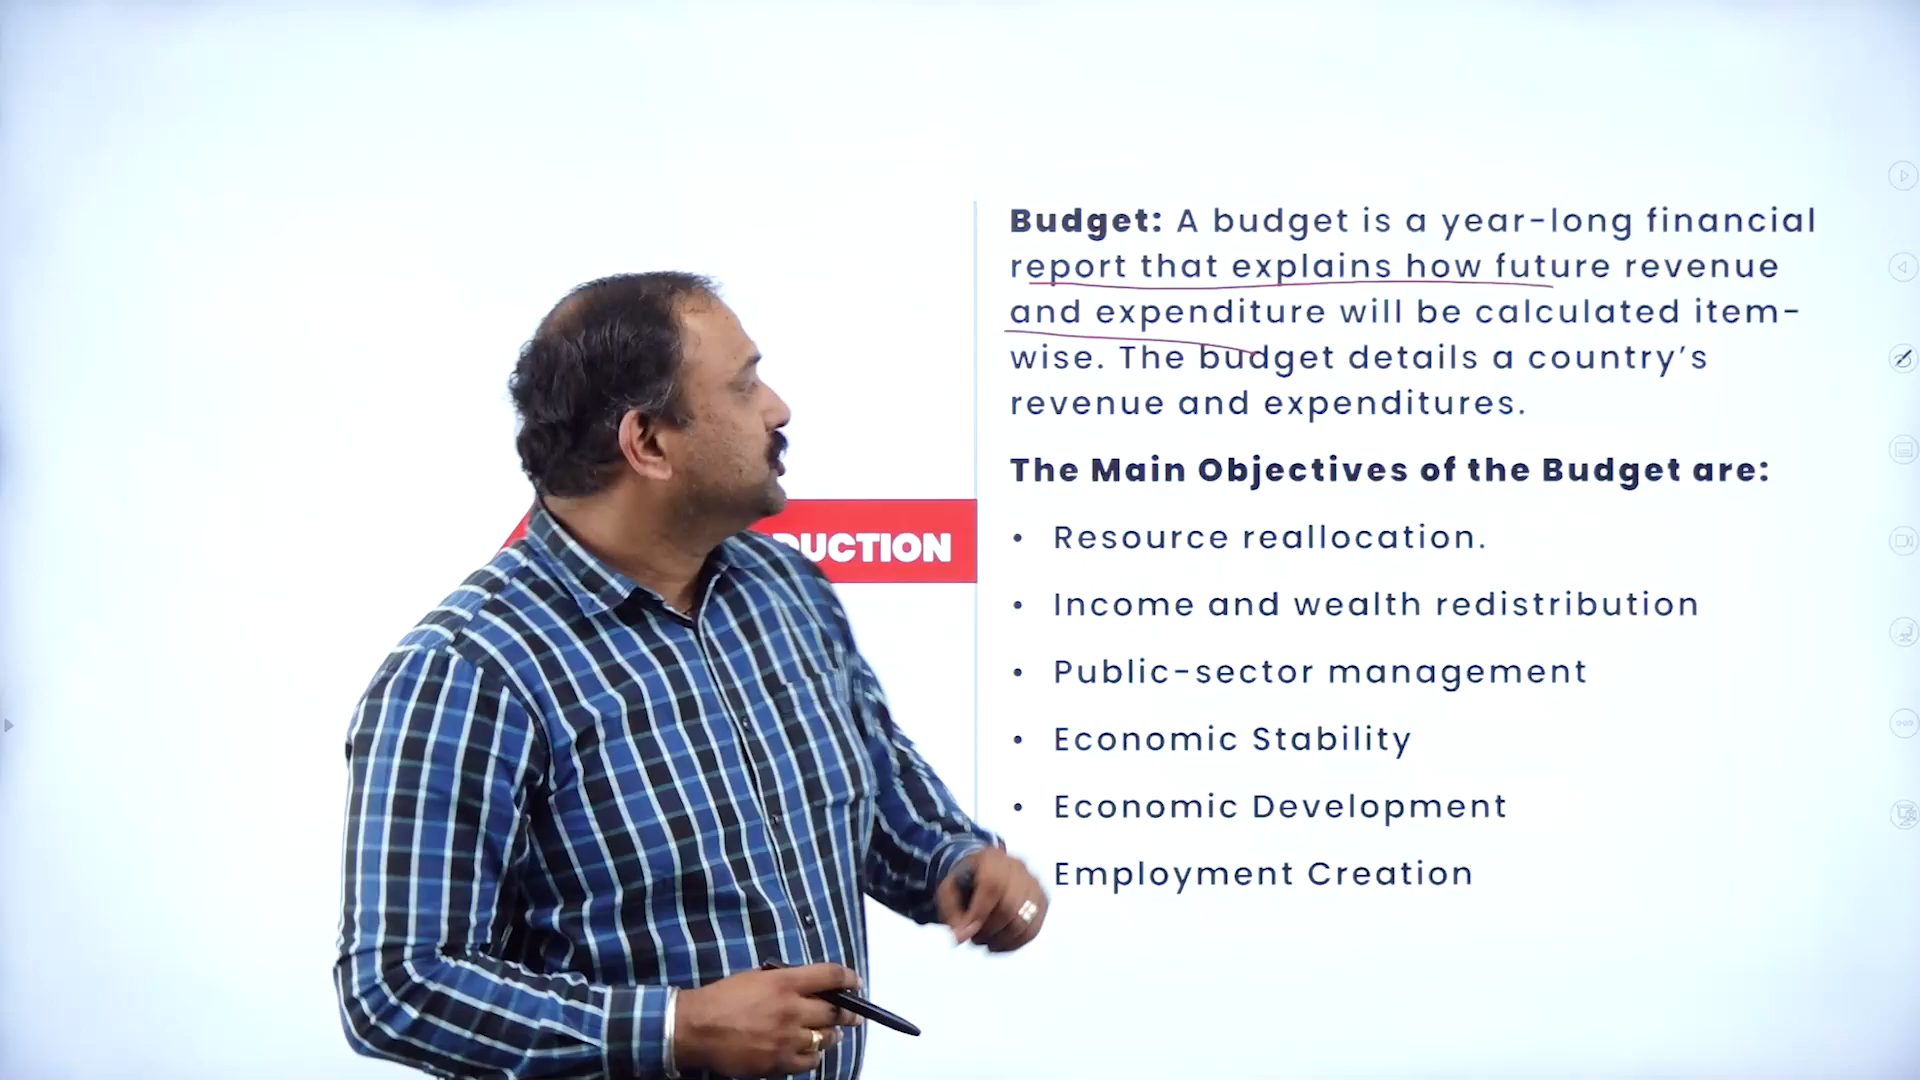 Budget: A budget is a year-long financial
report that explains how future revenue
and expenditure will be calculated item-
wise. The budget details a country's
revenue and expenditures.
The Main Objectives of the Budget are:
• Resource reallocation.
• Income and wealth redistribution
• Public-sector management
• Economic Stability
• Economic Development
Employment Creation